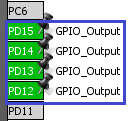 PC6
PD15 GPIO_Output
PD14 GPIO_Output
PD13 GPIO_Output
PD12 GPIO_Output
PD11